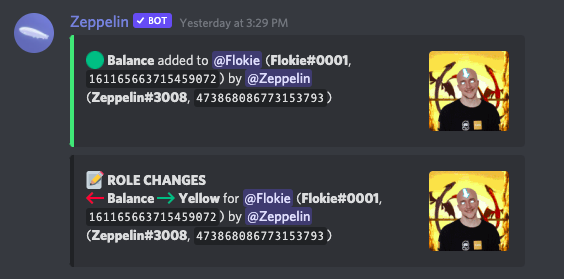 Zeppelin ✓ BOT Yesterday at 3:29 PM
Balance added to @Flokie (Flokie#0001,
161165663715459072) by @Zeppelin
(Zeppelin#3008, 473868086773153793)
ROLE CHANGES
Balance Yellow for @Flokie (Flokie#0001,
161165663715459072) by @Zeppelin
(Zeppelin#3008, 473868086773153793)